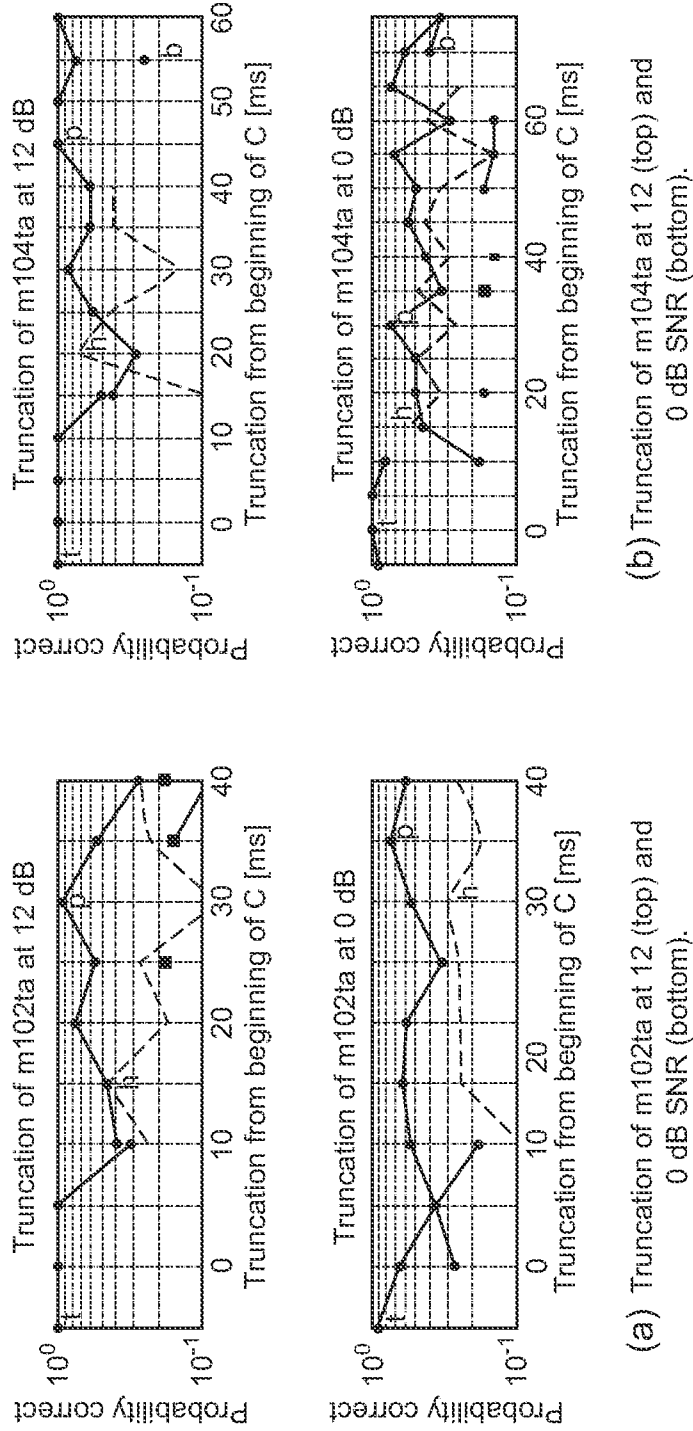 Truncation of m102ta at 12 dB
Probability correct
10⁰
10⁻¹
t
h
p
0 10 20 30 40
Truncation from beginning of C [ms]
Truncation of m102ta at 0 dB
Probability correct
10⁰
10⁻¹
t
p
h
0 10 20 30 40
Truncation from beginning of C [ms]
(a) Truncation of m102ta at 12 (top) and
0 dB SNR (bottom).
Truncation of m104ta at 12 dB
Probability correct
10⁰
10⁻¹
t
h
p
b
0 10 20 30 40 50 60
Truncation from beginning of C [ms]
Truncation of m104ta at 0 dB
Probability correct
10⁰
10⁻¹
t
h
p
b
0 20 40 60
Truncation from beginning of C [ms]
(b) Truncation of m104ta at 12 (top) and
0 dB SNR (bottom).